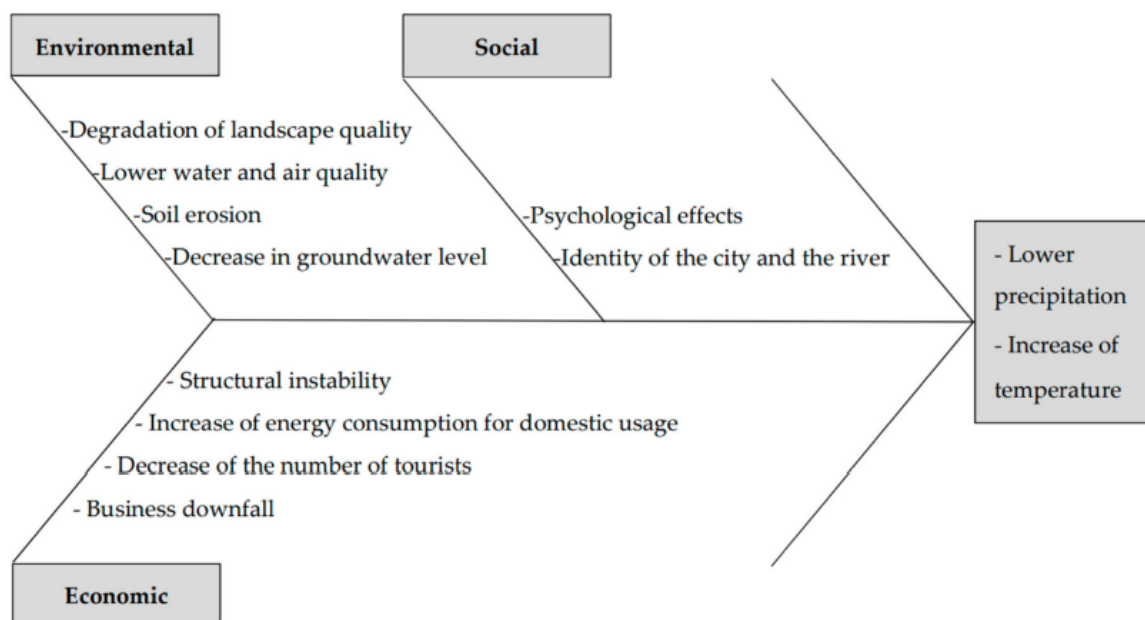 Environmental
Social
-Degradation of landscape quality
-Lower water and air quality
-Soil erosion
-Decrease in groundwater level
-Psychological effects
-Identity of the city and the river
- Lower
precipitation
- Increase of
temperature
- Structural instability
- Increase of energy consumption for domestic usage
- Decrease of the number of tourists
- Business downfall
Economic